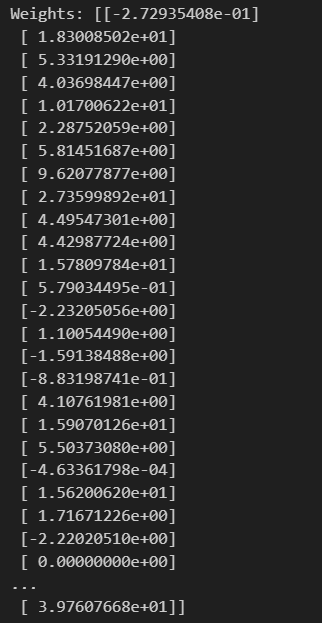 Weights: [[-2.72935408e-01]
[ 1.83008502e+01]
[ 5.33191290e+00]
[ 4.03698447e+00]
[ 1.01700622e+01]
[ 2.28752059e+01]
[ 5.81451687e+00]
[ 9.62077877e+00]
[ 2.73599892e+01]
[ 4.49547301e+00]
[ 4.42987724e+00]
[ 1.57809784e+01]
[ 5.79034495e-01]
[-2.23205056e+00]
[ 1.10054490e+00]
[-1.59138488e+00]
[-8.83198741e-01]
[ 4.10761981e+00]
[ 1.59070126e+01]
[ 5.50373080e+00]
[-4.63361798e-04]
[ 1.56200620e+01]
[ 1.71671226e+00]
[-2.22020510e+00]
[ 0.00000000e+00]
...
[ 3.97607668e+01]]